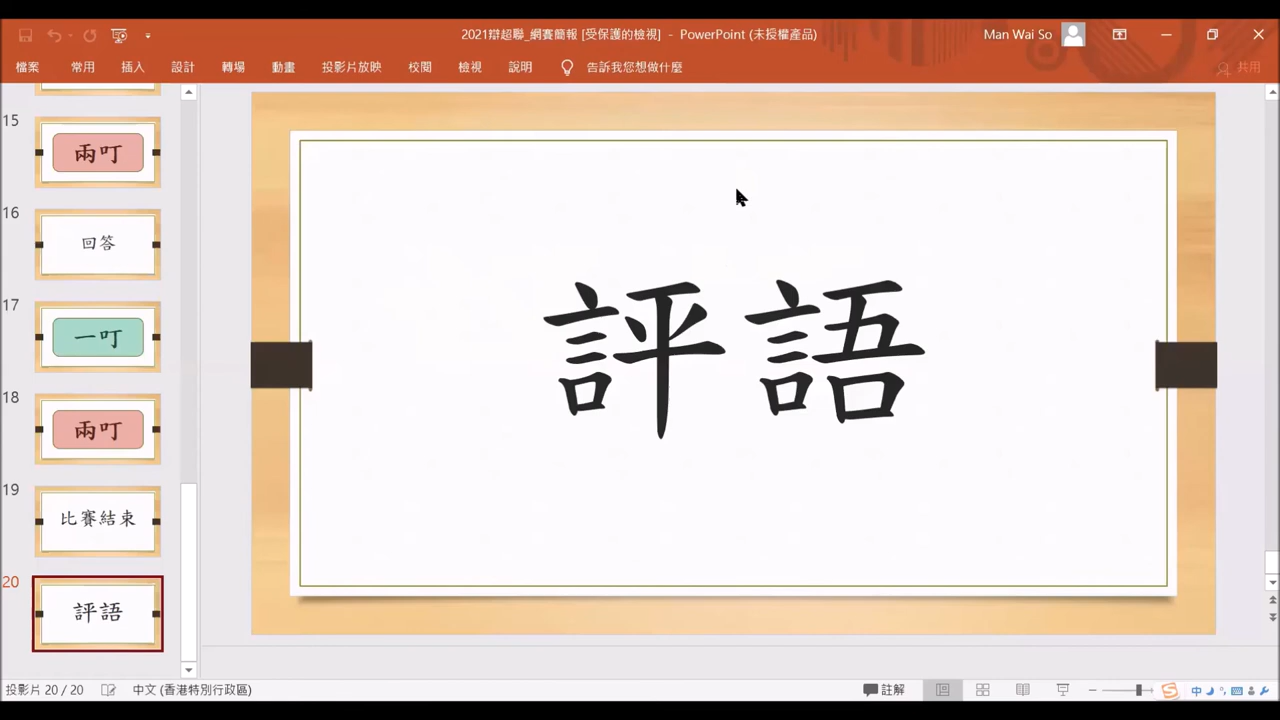 2021辯超聯_網賽簡報 [受保護的檢視] - PowerPoint (未授權產品)
Man Wai So
檔案 常用 插入 設計 轉場 動畫 投影片放映 校閱 檢視 說明 告訴我您想做什麼 共用
15
兩叮
16
回答
17
一叮
18
兩叮
19
比賽結束
20
評語
評語
投影片 20 / 20 中文 (香港特別行政區) 註解 中